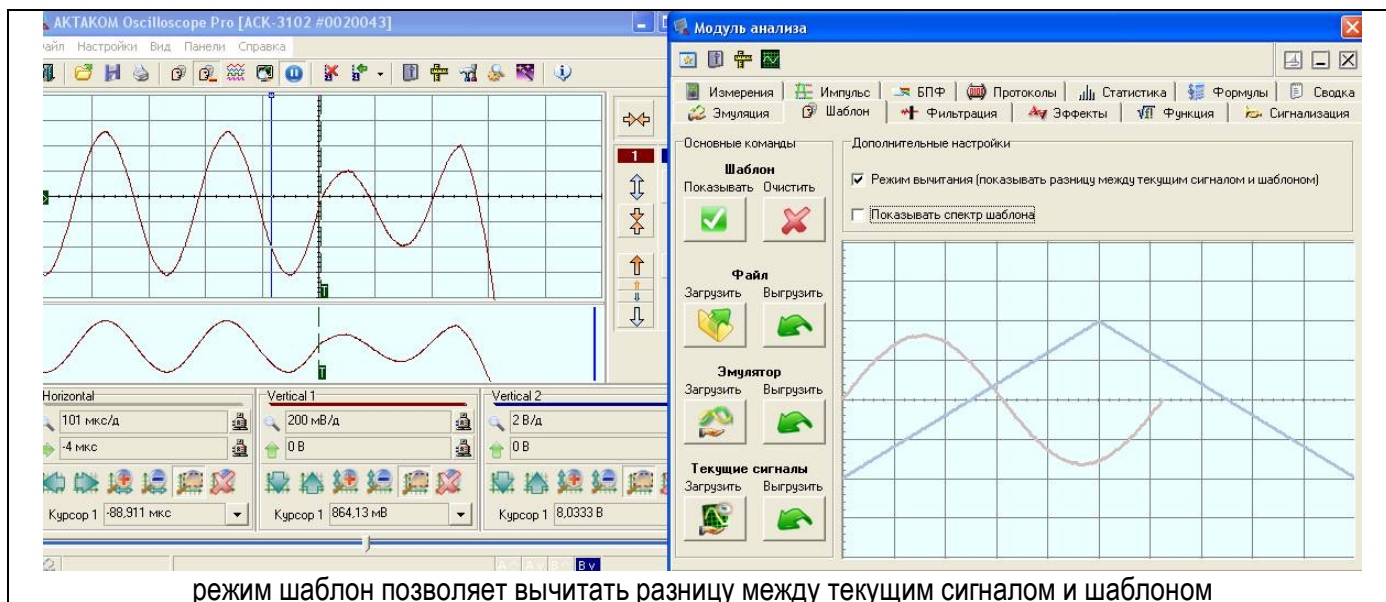 AKTAKOM Oscilloscope Pro [ACK-3102 #0020043]
Настройки Вид Панели Справка
1
T
T
Horizontal
101 мкс/д
-4 мкс
Курсор 1 -88,911 мкс
Vertical 1
200 мВ/д
0 В
Курсор 1 864,13 мВ
Vertical 2
2 В/д
0 В
Курсор 1 8,0333 В
B v
Модуль анализа
Измерения Импульс БПФ Протоколы Статистика Формулы Сводка
Эмуляция Шаблон Фильтрация Эффекты Функция Сигнализация
Основные команды
Шаблон
Показывать Очистить
Файл
Загрузить Выгрузить
Эмулятор
Загрузить Выгрузить
Текущие сигналы
Загрузить Выгрузить
Дополнительные настройки
Режим вычитания (показывать разницу между текущим сигналом и шаблоном)
Показывать спектр шаблона
режим шаблон позволяет вычитать разницу между текущим сигналом и шаблоном